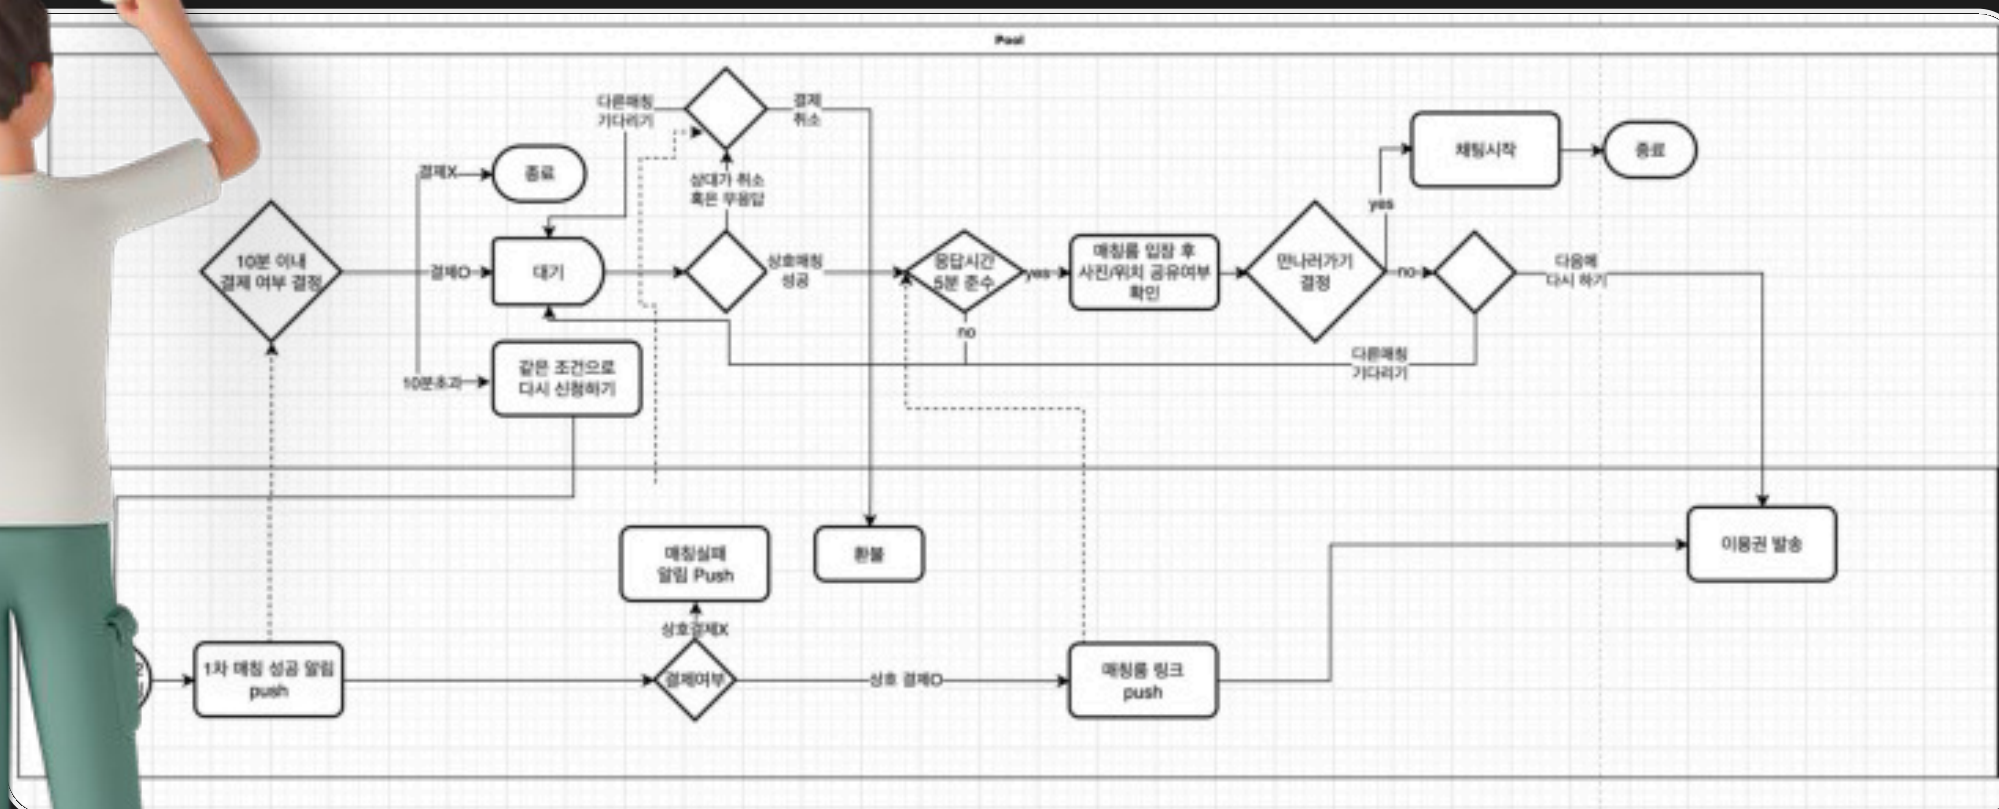 Pool
다른매칭
기다리기
결제
취소
결제X
종료
상대가 취소
혹은 무응답
채팅시작
종료
yes
10분 이내
결제 여부 결정
결제O
대기
상호매칭
성공
응답시간
5분 준수
yes
매칭룸 입장 후
사진/위치 공유여부
확인
만나러가기
결정
no
다음에
다시 하기
no
10분초과
같은 조건으로
다시 신청하기
다른매칭
기다리기
매칭실패
알림 Push
환불
이용권 발송
상호결제X
1차 매칭 성공 알림
push
결제여부
상호 결제O
매칭룸 링크
push